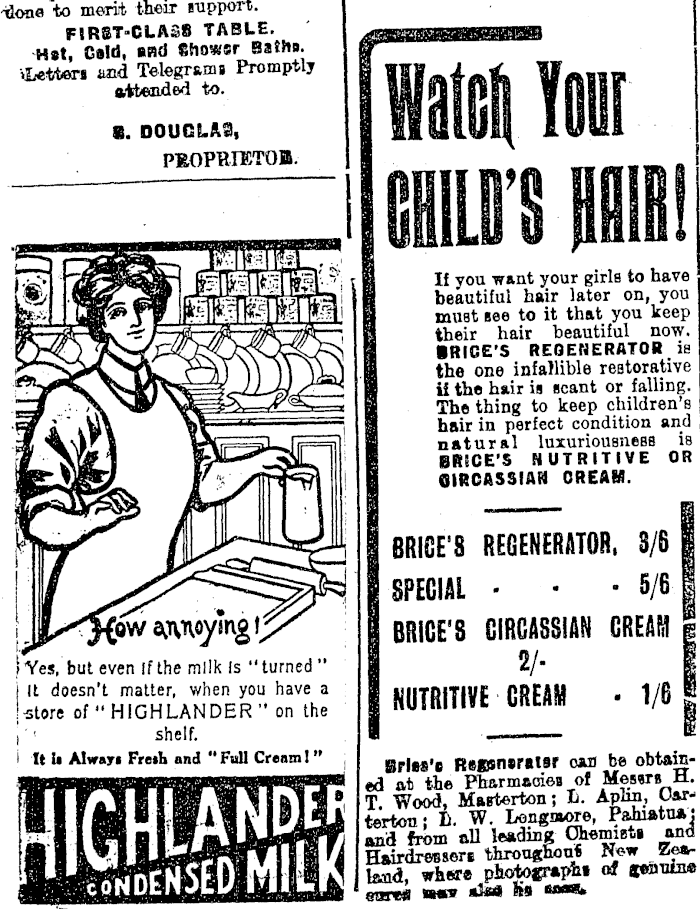 done to merit their support.
FIRST-CLASS TABLE.
Hot, Cold, and Shower Baths.
Letters and Telegrams Promptly
attended to.
S. DOUGLAS,
PROPRIETOR.
How annoying!
Yes, but even if the milk is "turned"
it doesn't matter, when you have a
store of "HIGHLANDER" on the
shelf.
It is Always Fresh and "Full Cream!"
HIGHLANDER
CONDENSED MILK
Watch Your
CHILD'S HAIR!
If you want your girls to have
beautiful hair later on, you
must see to it that you keep
their hair beautiful now.
BRICE'S REGENERATOR is
the one infallible restorative
if the hair is scant or falling.
The thing to keep children's
hair in perfect condition and
natural luxuriousness is
BRICE'S NUTRITIVE OR
CIRCASSIAN CREAM.
BRICE'S REGENERATOR, 3/6
SPECIAL - - - 5/6
BRICE'S CIRCASSIAN CREAM
2/-
NUTRITIVE CREAM - 1/6
Brice's Regenerator can be obtain-
ed at the Pharmacies of Messrs H.
T. Wood, Masterton; L. Aplin, Car-
terton; L. W. Longmore, Pahiatua;
and from all leading Chemists and
Hairdressers throughout New Zea-
land, where photographs of genuine
cures may also be seen.